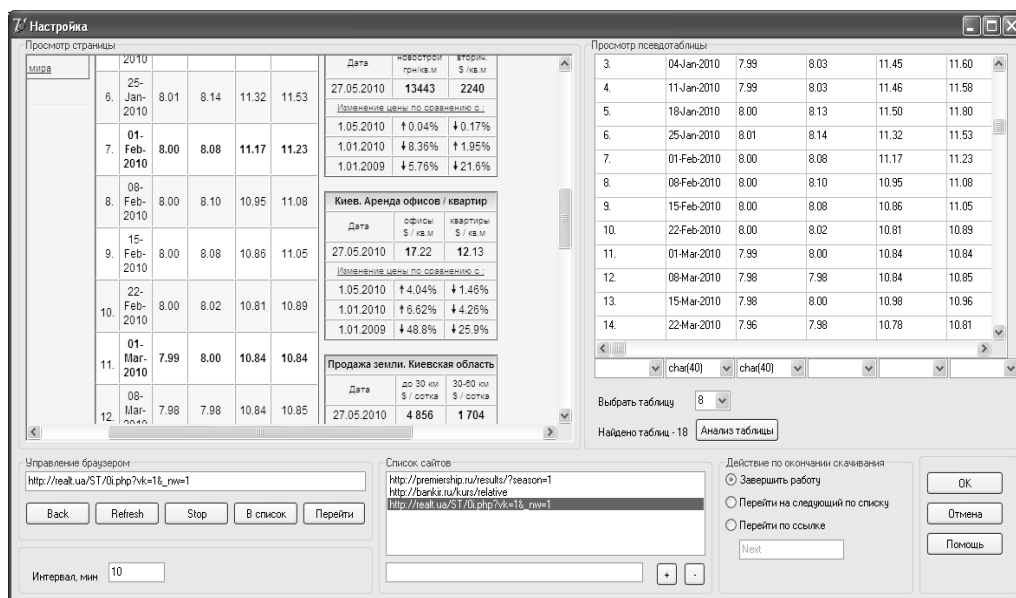 Настройка
Просмотр страницы
мира
2010
6. 25-Jan-2010 8.01 8.14 11.32 11.53
7. 01-Feb-2010 8.00 8.08 11.17 11.23
8. 08-Feb-2010 8.00 8.10 10.95 11.08
9. 15-Feb-2010 8.00 8.08 10.86 11.05
10. 22-Feb-2010 8.00 8.02 10.81 10.89
11. 01-Mar-2010 7.99 8.00 10.84 10.84
12. 08-Mar-2010 7.98 7.98 10.84 10.85
Дата новострой грн/кв.м вторич. $ /кв.м
27.05.2010 13443 2240
Изменение цены по сравнению с :
1.05.2010 ↑0.04% ↓0.17%
1.01.2010 ↓8.36% ↑1.95%
1.01.2009 ↓5.76% ↓21.6%
Киев. Аренда офисов / квартир
Дата офисы $ / кв.м квартиры $ / кв.м
27.05.2010 17.22 12.13
Изменение цены по сравнению с :
1.05.2010 ↑4.04% ↓1.46%
1.01.2010 ↑6.62% ↓4.26%
1.01.2009 ↓48.8% ↓25.9%
Продажа земли. Киевская область
Дата до 30 км $ / сотка 30-60 км $ / сотка
27.05.2010 4 856 1 704
Просмотр псевдотаблицы
3. 04-Jan-2010 7.99 8.03 11.45 11.60
4. 11-Jan-2010 7.99 8.03 11.46 11.58
5. 18-Jan-2010 8.00 8.13 11.50 11.80
6. 25-Jan-2010 8.01 8.14 11.32 11.53
7. 01-Feb-2010 8.00 8.08 11.17 11.23
8. 08-Feb-2010 8.00 8.10 10.95 11.08
9. 15-Feb-2010 8.00 8.08 10.86 11.05
10. 22-Feb-2010 8.00 8.02 10.81 10.89
11. 01-Mar-2010 7.99 8.00 10.84 10.84
12. 08-Mar-2010 7.98 7.98 10.84 10.85
13. 15-Mar-2010 7.98 8.00 10.98 10.96
14. 22-Mar-2010 7.96 7.98 10.78 10.81
char(40) char(40)
Выбрать таблицу 8
Найдено таблиц - 18 Анализ таблицы
Управление браузером
http://realt.ua/ST/0i.php?vk=1&_nw=1
Back Refresh Stop В список Перейти
Интервал, мин 10
Список сайтов
http://premiership.ru/results/?season=1
http://bankir.ru/kurs/relative
http://realt.ua/ST/0i.php?vk=1&_nw=1
+ -
Действие по окончании скачивания
Завершить работу
Перейти на следующий по списку
Перейти по ссылке
Next
OK
Отмена
Помощь